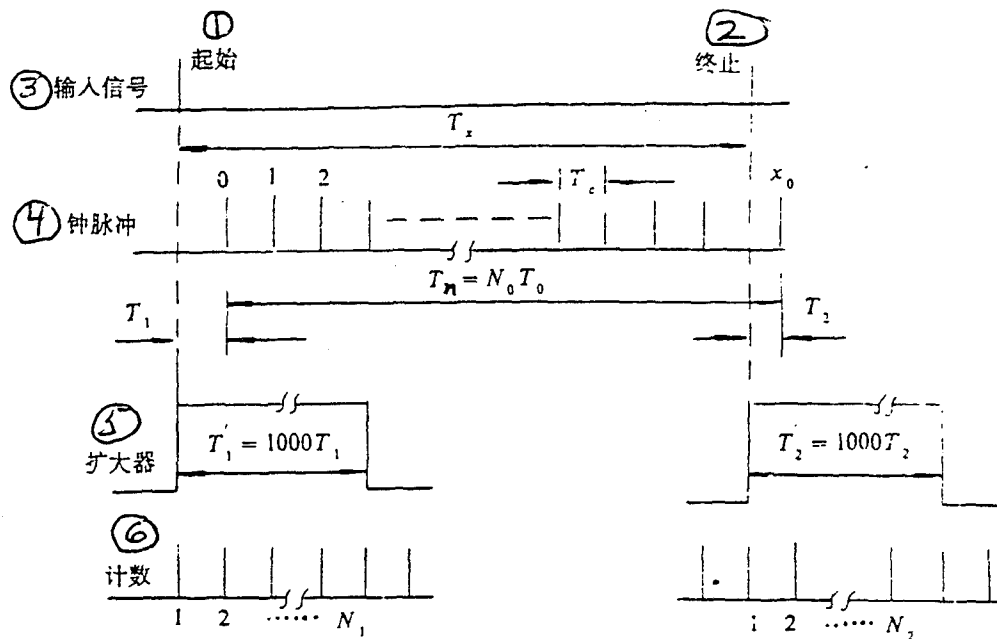 ① ②
起始 终止
③ 输入信号
T_x
0 1 2 T_c x_0
④ 钟脉冲
T_n = N_0 T_0
T_1 T_2
⑤
扩大器 T'_1 = 1000T_1 T'_2 = 1000T_2
⑥
计数
1 2 …… N_1 1 2 …… N_2